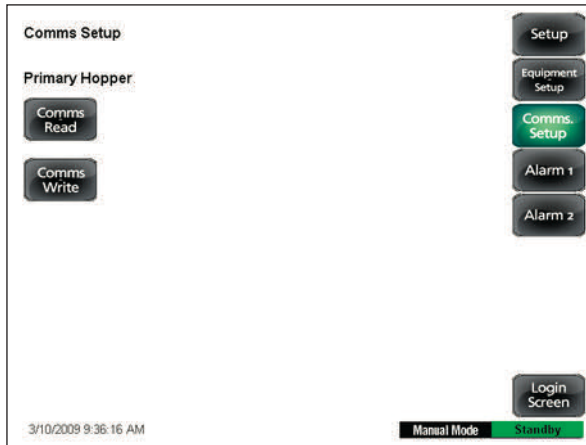 Comms Setup
Setup
Primary Hopper
Equipment
Setup
Comms
Read
Comms.
Setup
Comms
Write
Alarm 1
Alarm 2
Login
Screen
3/10/2009 9:36:16 AM
Manual Mode
Standby